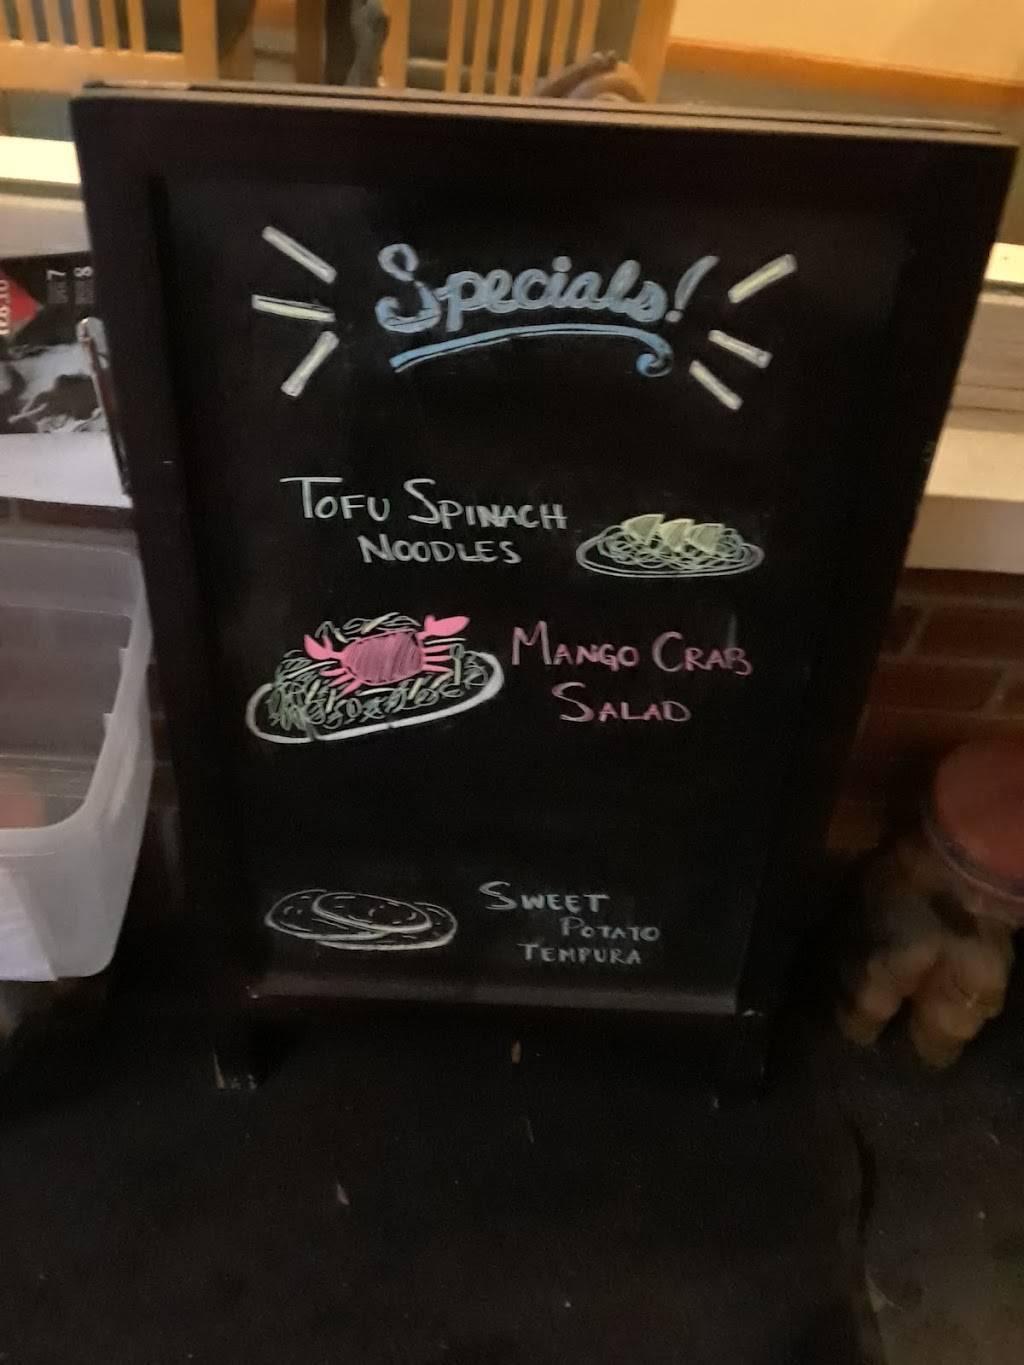 Specials!
TOFU SPINACH
NOODLES
MANGO CRAB
SALAD
SWEET
POTATO
TEMPURA